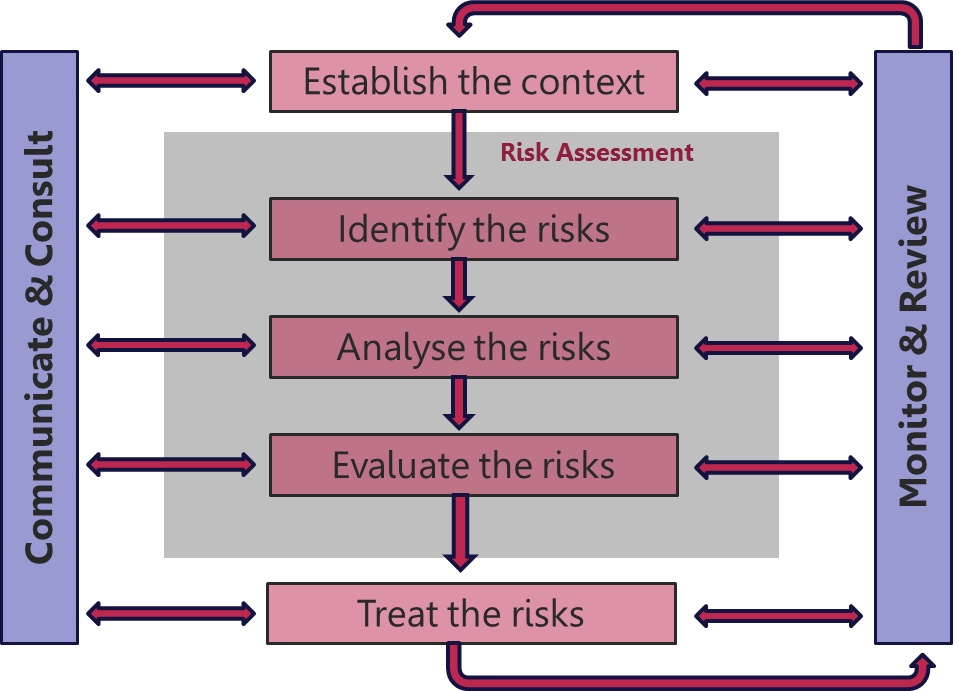 Establish the context
Risk Assessment
Identify the risks
Analyse the risks
Evaluate the risks
Treat the risks
Communicate & Consult
Monitor & Review